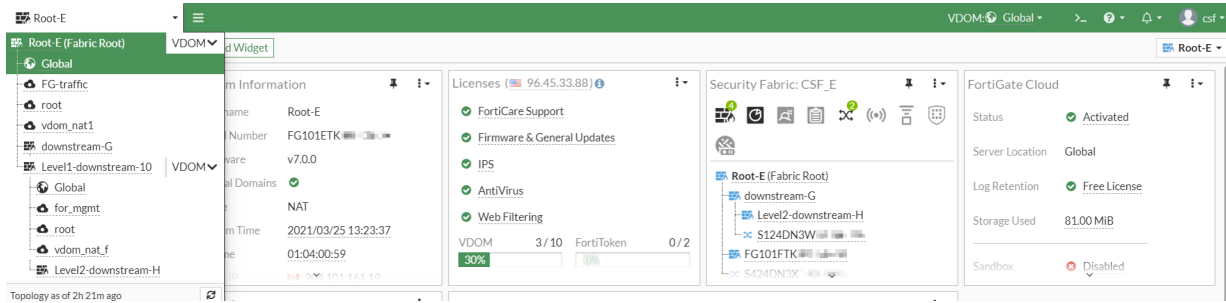 Root-E
VDOM: Global
csf
Root-E (Fabric Root) VDOM
Global
FG-traffic
root
vdom_nat1
downstream-G
Level1-downstream-10 VDOM
Global
for_mgmt
root
vdom_nat_f
Level2-downstream-H
Topology as of 2h 21m ago
d Widget
Root-E
m Information
name Root-E
Number FG101ETK
ware v7.0.0
al Domains
NAT
m Time 2021/03/25 13:23:37
me 01:04:00:59
Licenses (96.45.33.88)
FortiCare Support
Firmware & General Updates
IPS
AntiVirus
Web Filtering
VDOM 3 / 10 FortiToken 0 / 2
30% 0%
Security Fabric: CSF_E
4
2
Root-E (Fabric Root)
downstream-G
Level2-downstream-H
S124DN3W
FG101FTK
S424DN3X
FortiGate Cloud
Status Activated
Server Location Global
Log Retention Free License
Storage Used 81.00 MiB
Sandbox Disabled